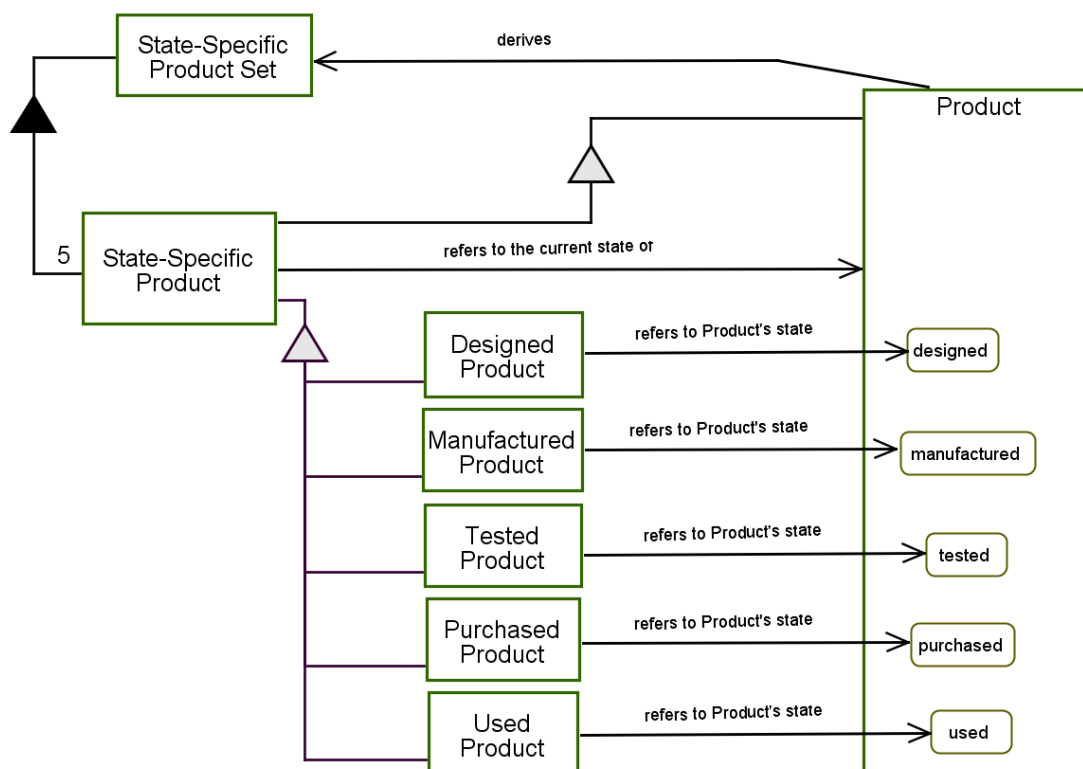 State-Specific
Product Set
derives
Product
5
State-Specific
Product
refers to the current state of
Designed
Product
refers to Product's state
designed
Manufactured
Product
refers to Product's state
manufactured
Tested
Product
refers to Product's state
tested
Purchased
Product
refers to Product's state
purchased
Used
Product
refers to Product's state
used